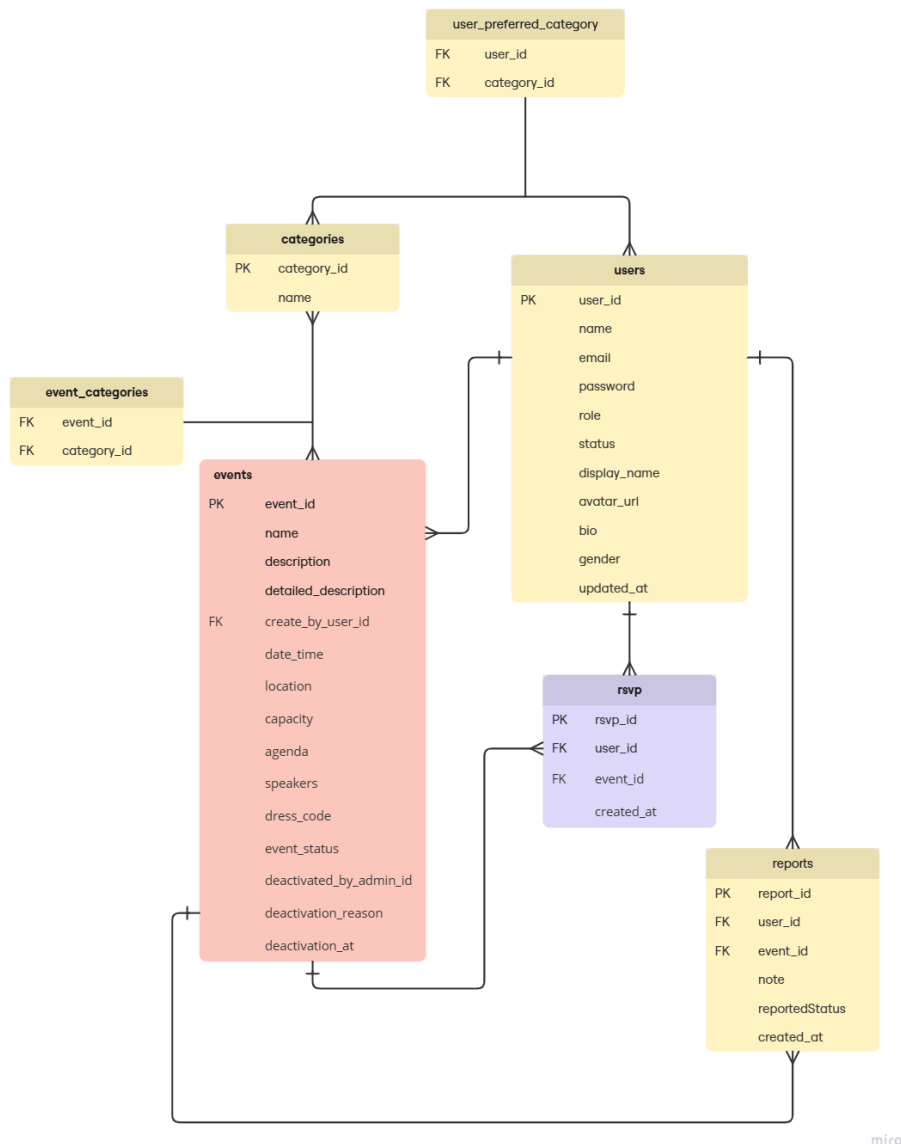 user_preferred_category
FK user_id
FK category_id
categories
PK category_id
name
users
PK user_id
name
email
password
role
status
display_name
avatar_url
bio
gender
updated_at
event_categories
FK event_id
FK category_id
events
PK event_id
name
description
detailed_description
FK create_by_user_id
date_time
location
capacity
agenda
speakers
dress_code
event_status
deactivated_by_admin_id
deactivation_reason
deactivation_at
rsvp
PK rsvp_id
FK user_id
FK event_id
created_at
reports
PK report_id
FK user_id
FK event_id
note
reportedStatus
created_at
miro